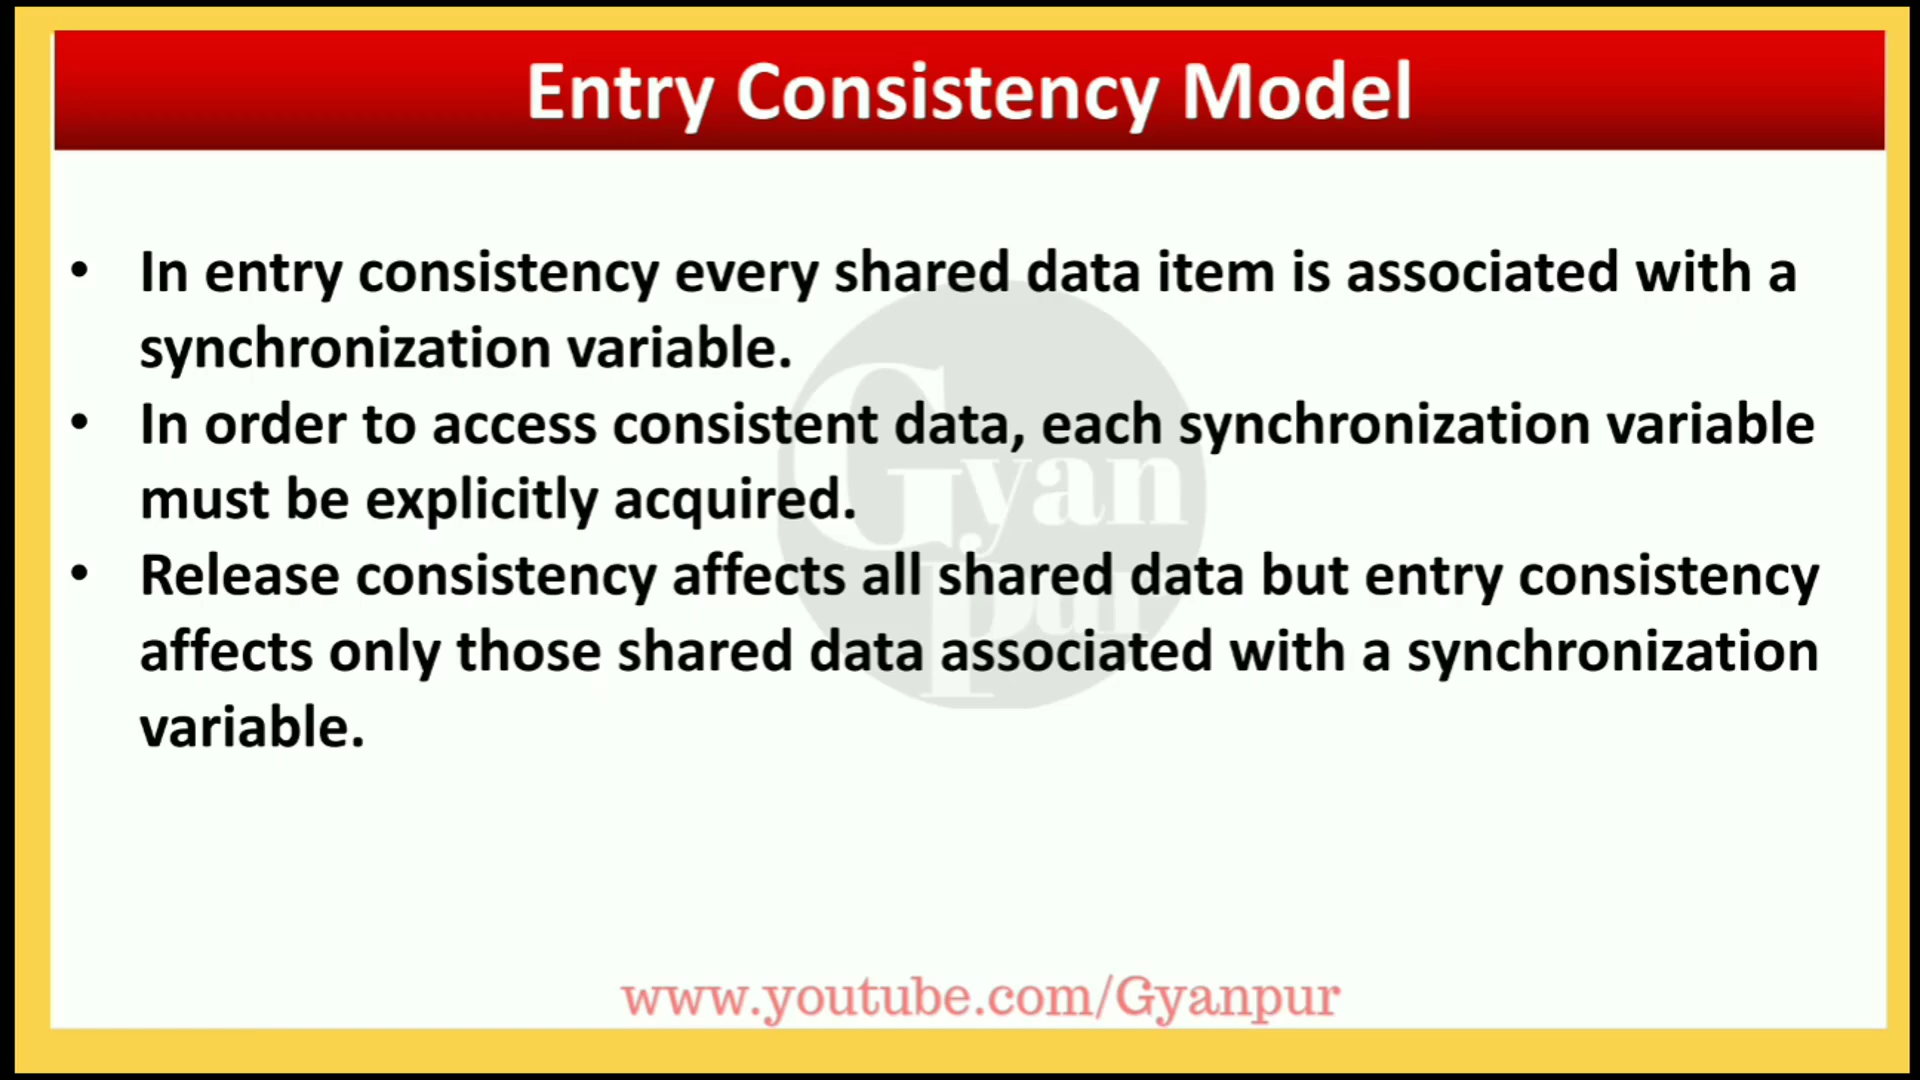 Entry Consistency Model
• In entry consistency every shared data item is associated with a
synchronization variable.
• In order to access consistent data, each synchronization variable
must be explicitly acquired.
• Release consistency affects all shared data but entry consistency
affects only those shared data associated with a synchronization
variable.
Gyan
Pur
www.youtube.com/Gyanpur